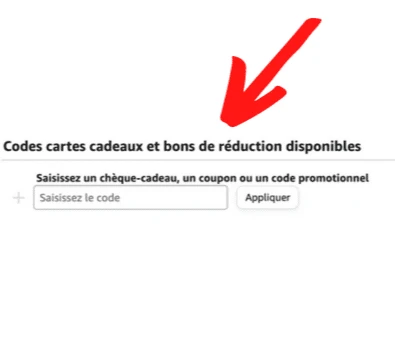 Codes cartes cadeaux et bons de réduction disponibles
Saisissez un chèque-cadeau, un coupon ou un code promotionnel
Saisissez le code
Appliquer